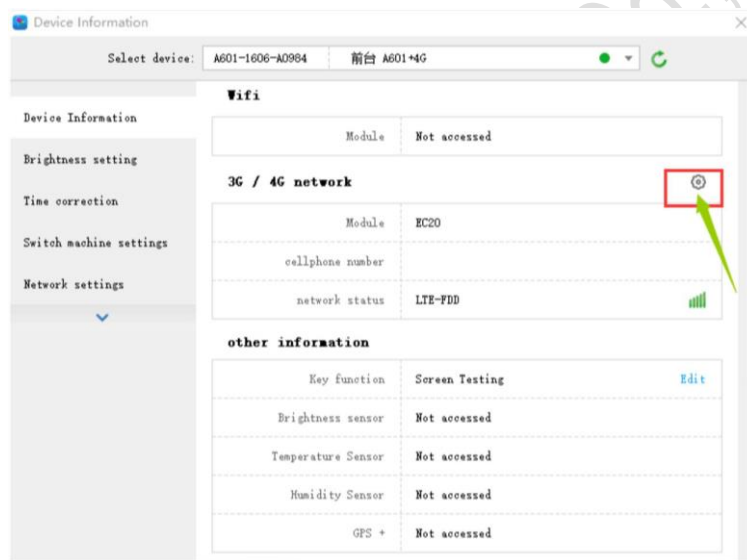 Device Information
Select device: A601-1606-A0984 前台 A601+4G
Wifi
Device Information
Module Not accessed
Brightness setting
3G / 4G network
Time correction
Module EC20
Switch machine settings
cellphone number
Network settings
network status LTE-FDD
other information
Key function Screen Testing Edit
Brightness sensor Not accessed
Temperature Sensor Not accessed
Humidity Sensor Not accessed
GPS + Not accessed